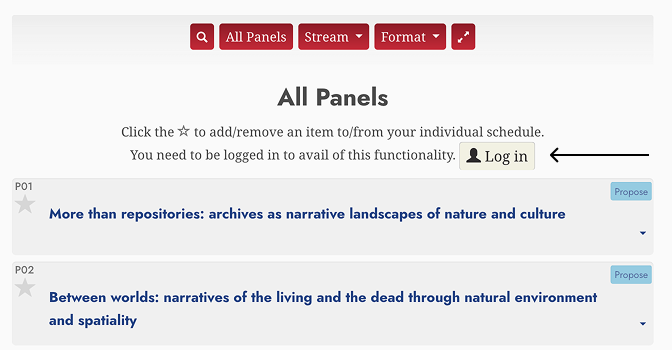 All Panels Stream Format
All Panels
Click the ☆ to add/remove an item to/from your individual schedule.
You need to be logged in to avail of this functionality. Log in
P01
Propose
More than repositories: archives as narrative landscapes of nature and culture
P02
Propose
Between worlds: narratives of the living and the dead through natural environment
and spatiality